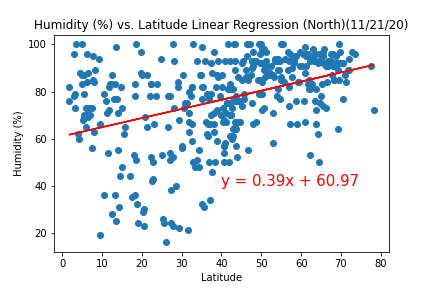 Humidity (%) vs. Latitude Linear Regression (North)(11/21/20)
100
80
60
40
20
Humidity (%)
y = 0.39x + 60.97
0 10 20 30 40 50 60 70 80
Latitude